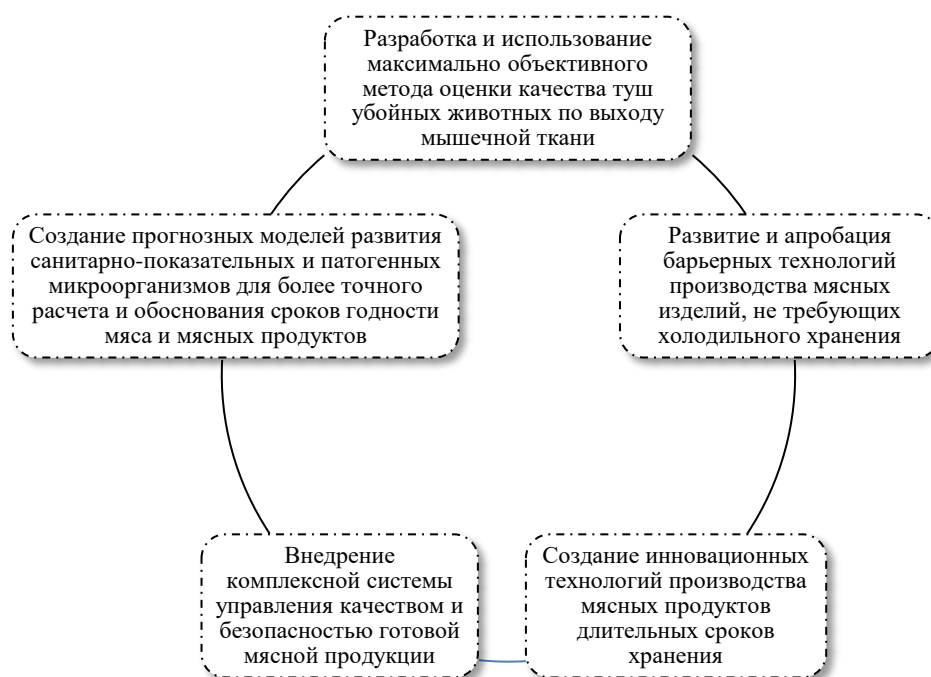 Разработка и использование
максимально объективного
метода оценки качества туш
убойных животных по выходу
мышечной ткани
Создание прогнозных моделей развития
санитарно-показательных и патогенных
микроорганизмов для более точного
расчета и обоснования сроков годности
мяса и мясных продуктов
Развитие и апробация
барьерных технологий
производства мясных
изделий, не требующих
холодильного хранения
Внедрение
комплексной системы
управления качеством и
безопасностью готовой
мясной продукции
Создание инновационных
технологий производства
мясных продуктов
длительных сроков
хранения